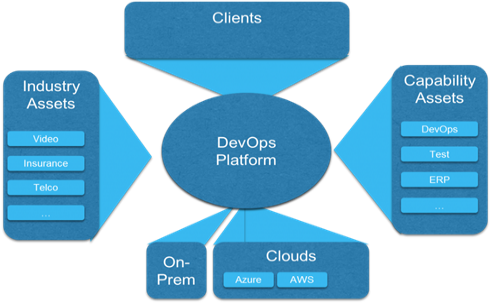 Clients
Industry
Assets
Video
Insurance
Telco
...
DevOps
Platform
Capability
Assets
DevOps
Test
ERP
...
On-
Prem
Clouds
Azure
AWS